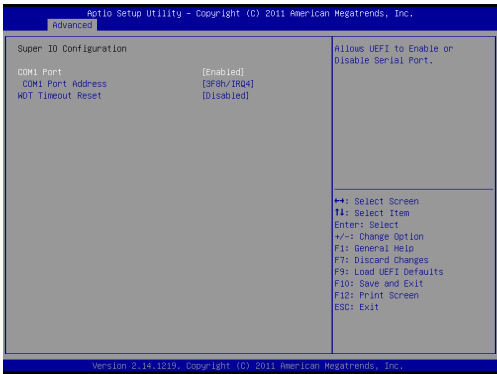 Aptio Setup Utility – Copyright (C) 2011 American Megatrends, Inc.
Advanced
Super IO Configuration
COM1 Port [Enabled]
COM1 Port Address [3F8h/IRQ4]
WDT Timeout Reset [Disabled]
Allows UEFI to Enable or
Disable Serial Port.
↔: Select Screen
↑↓: Select Item
Enter: Select
+/-: Change Option
F1: General Help
F7: Discard Changes
F9: Load UEFI Defaults
F10: Save and Exit
F12: Print Screen
ESC: Exit
Version 2.14.1219. Copyright (C) 2011 American Megatrends, Inc.